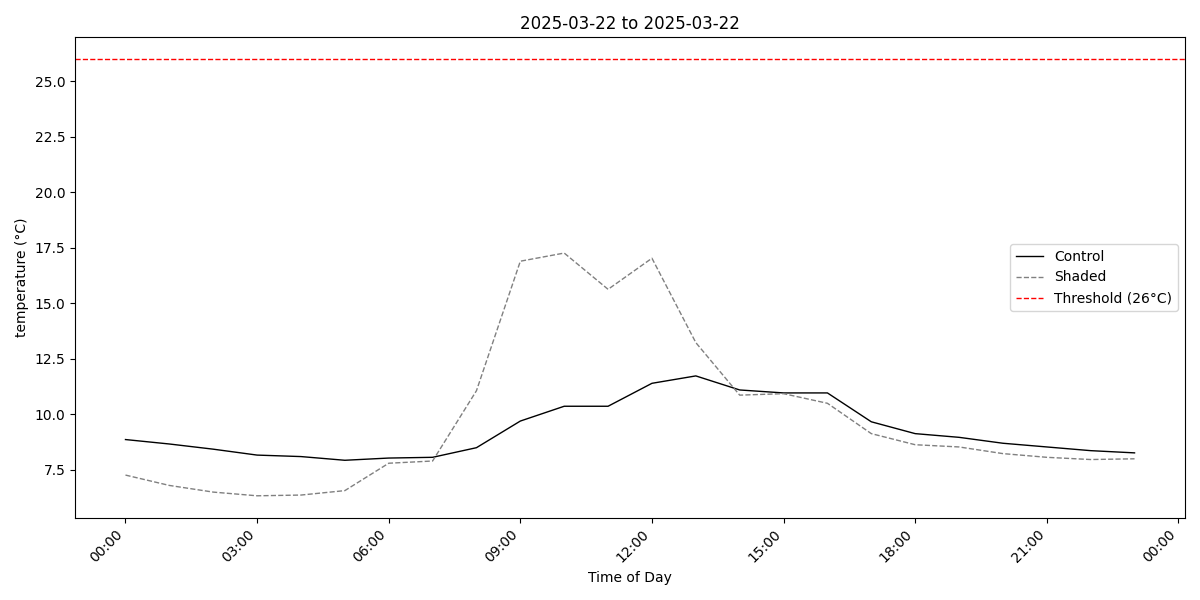 2025-03-22 to 2025-03-22
temperature (°C)
25.0
22.5
20.0
17.5
15.0
12.5
10.0
7.5
Control
Shaded
Threshold (26°C)
00:00
03:00
06:00
09:00
12:00
15:00
18:00
21:00
00:00
Time of Day